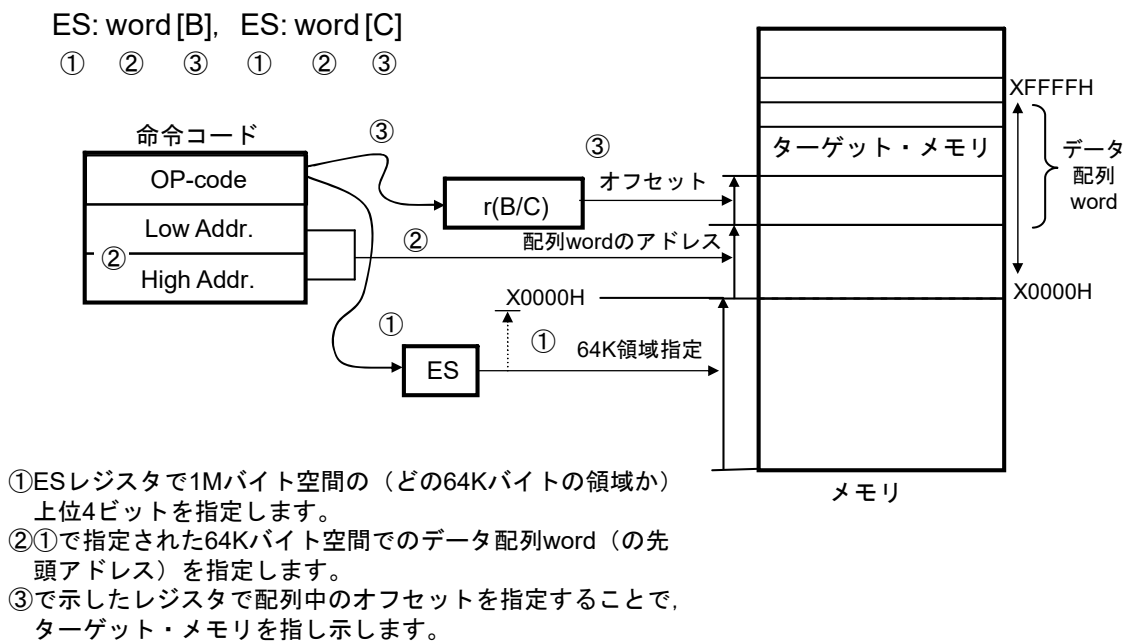 ES: word [B], ES: word [C]
① ② ③ ① ② ③
命令コード
OP-code
Low Addr.
②
High Addr.
③
r(B/C)
③
オフセット
②
配列wordのアドレス
X0000H
①
ES
①
64K領域指定
ターゲット・メモリ
XFFFFH
データ
配列
word
X0000H
メモリ
①ESレジスタで1Mバイト空間の（どの64Kバイトの領域か）
上位4ビットを指定します。
②①で指定された64Kバイト空間でのデータ配列word（の先
頭アドレス）を指定します。
③で示したレジスタで配列中のオフセットを指定することで,
ターゲット・メモリを指し示します。